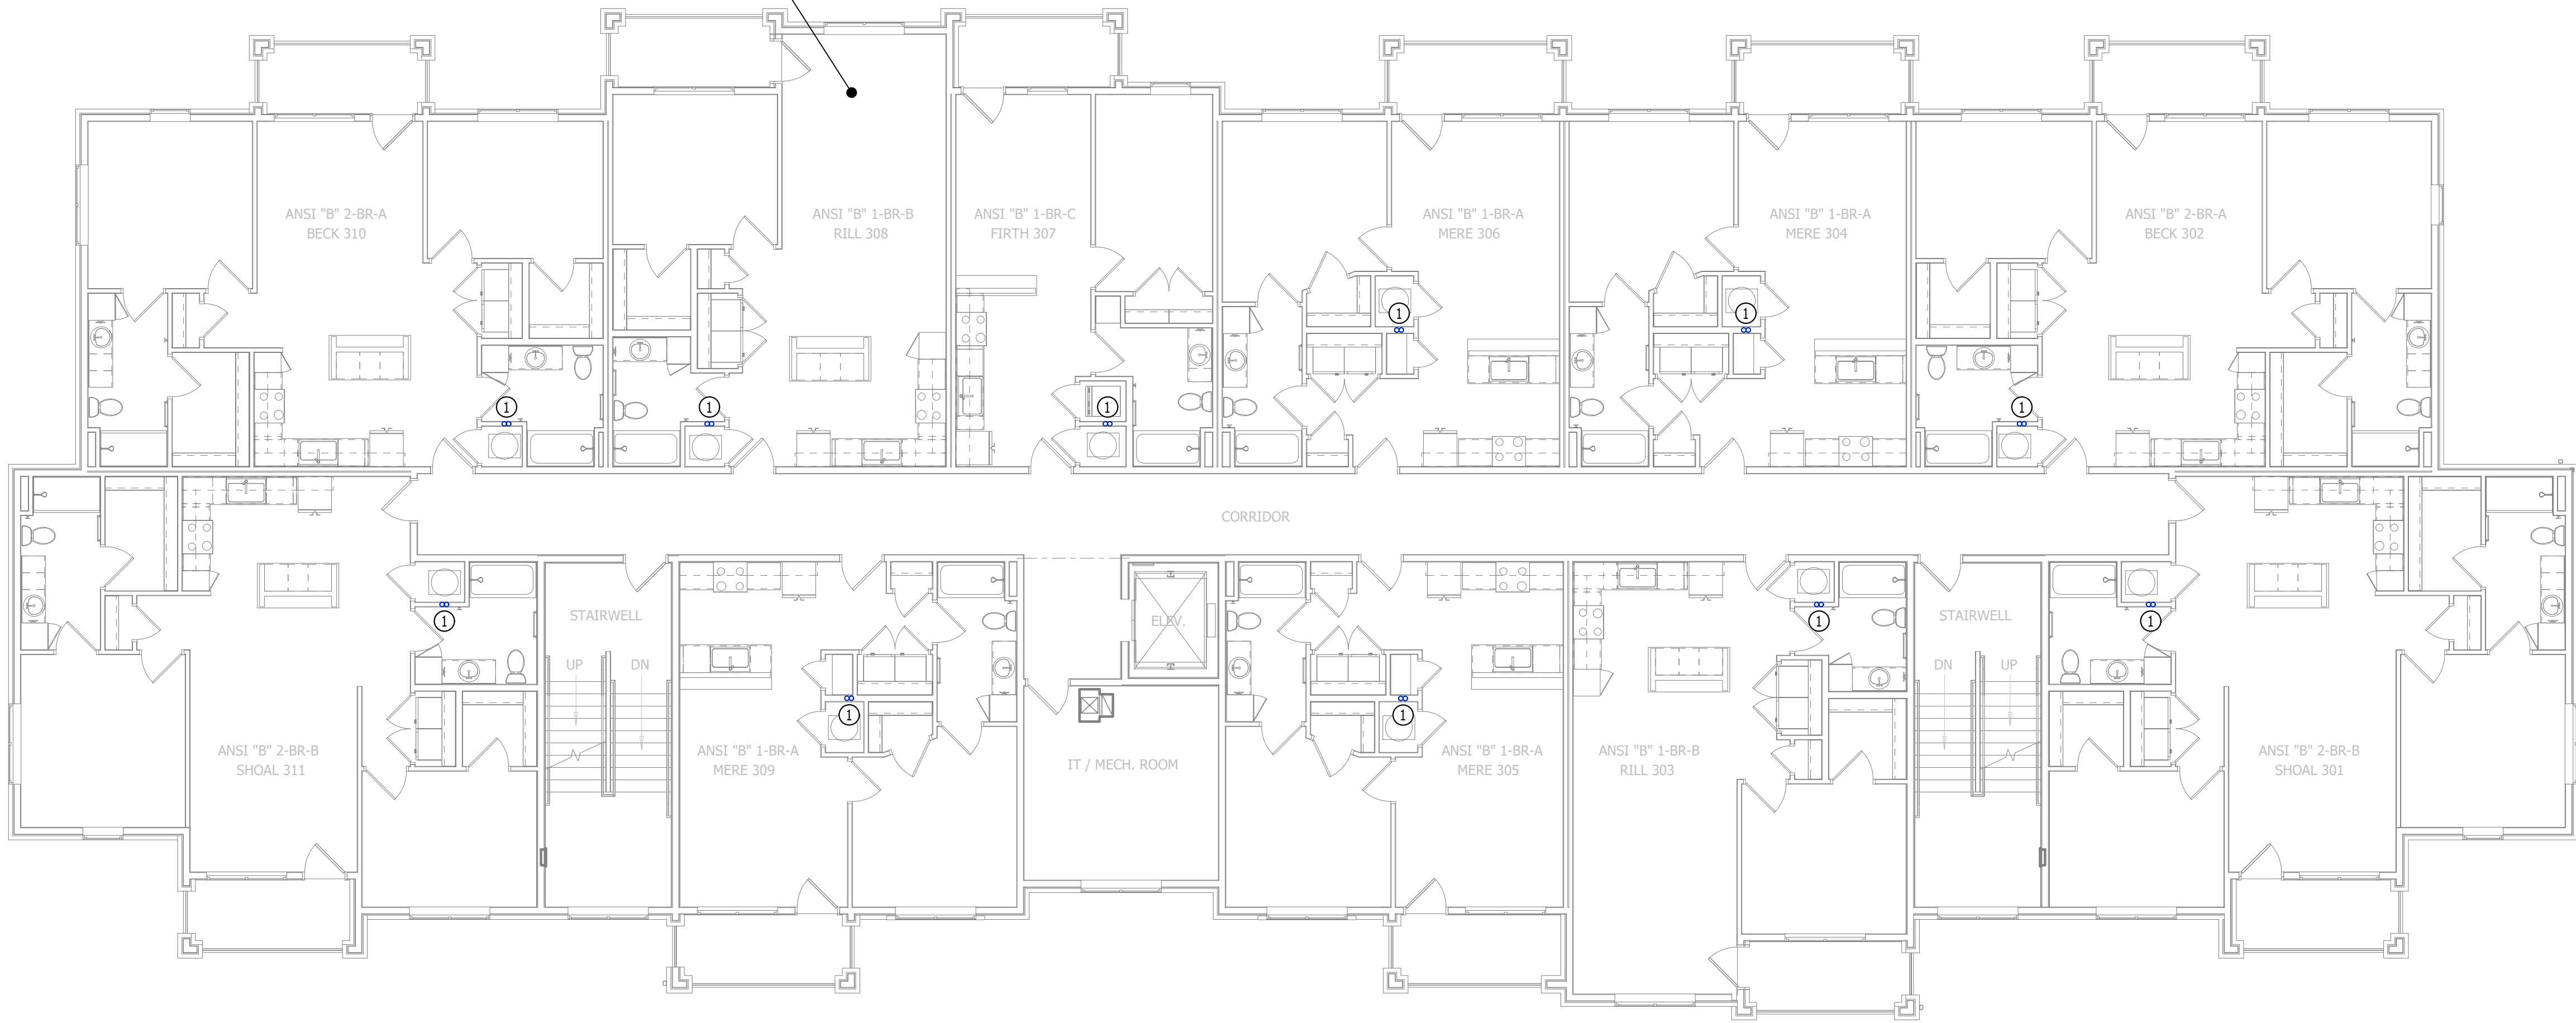 ANSI "B" 2-BR-A
BECK 310
ANSI "B" 1-BR-B
RILL 308
ANSI "B" 1-BR-C
FIRTH 307
ANSI "B" 1-BR-A
MERE 306
ANSI "B" 1-BR-A
MERE 304
ANSI "B" 2-BR-A
BECK 302
1
1
1
1
1
1
CORRIDOR
1
STAIRWELL
UP
DN
ELEV.
1
STAIRWELL
DN
UP
1
1
1
ANSI "B" 2-BR-B
SHOAL 311
ANSI "B" 1-BR-A
MERE 309
IT / MECH. ROOM
ANSI "B" 1-BR-A
MERE 305
ANSI "B" 1-BR-B
RILL 303
ANSI "B" 2-BR-B
SHOAL 301